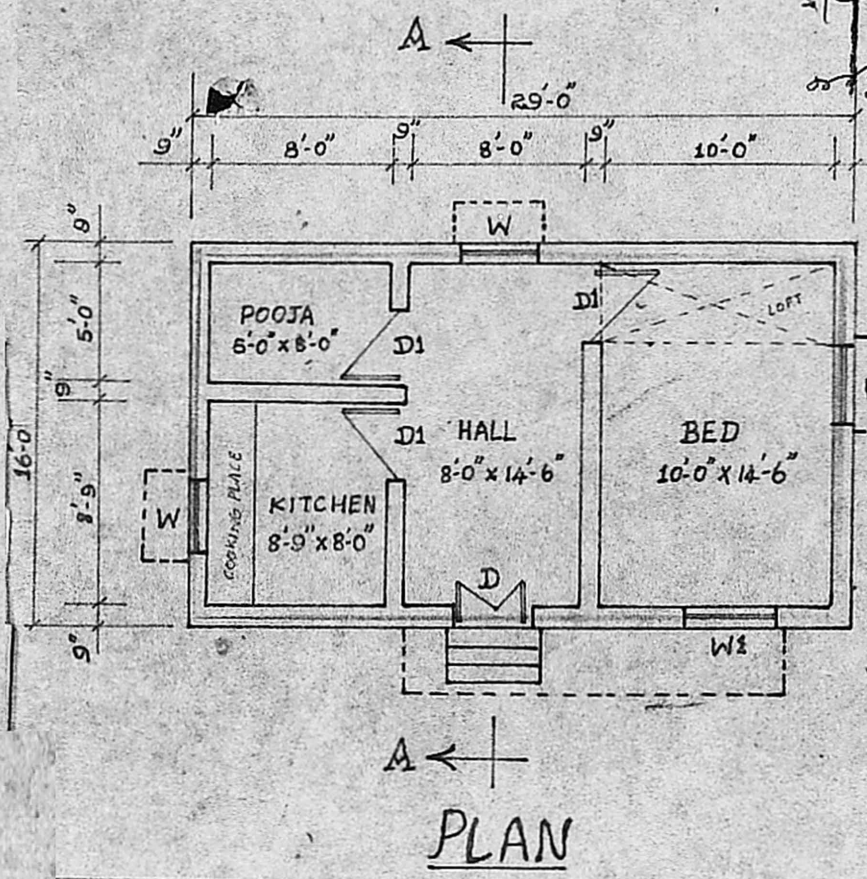 A
29'-0"
9"
8'-0"
9"
8'-0"
9"
10'-0"
9"
W
5'-0"
POOJA
5'-0" x 8'-0"
D1
D1
LOFT
9"
16'-0
8'-9"
D1
HALL
8'-0" x 14'-6"
BED
10'-0" X 14'-6"
COOKING PLACE
KITCHEN
8'-9" x 8'-0"
W
D
9"
W1
A
PLAN